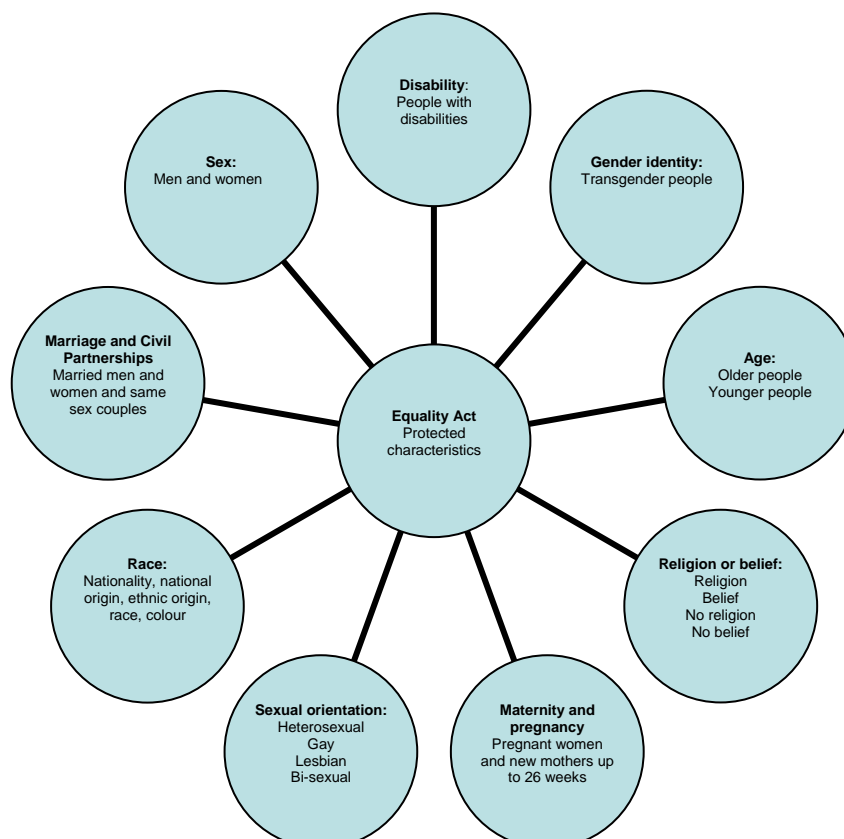 Disability:
People with
disabilities
Gender identity:
Transgender people
Age:
Older people
Younger people
Religion or belief:
Religion
Belief
No religion
No belief
Maternity and
pregnancy
Pregnant women
and new mothers up
to 26 weeks
Sexual orientation:
Heterosexual
Gay
Lesbian
Bi-sexual
Race:
Nationality, national
origin, ethnic origin,
race, colour
Marriage and Civil
Partnerships
Married men and
women and same
sex couples
Sex:
Men and women
Equality Act
Protected
characteristics